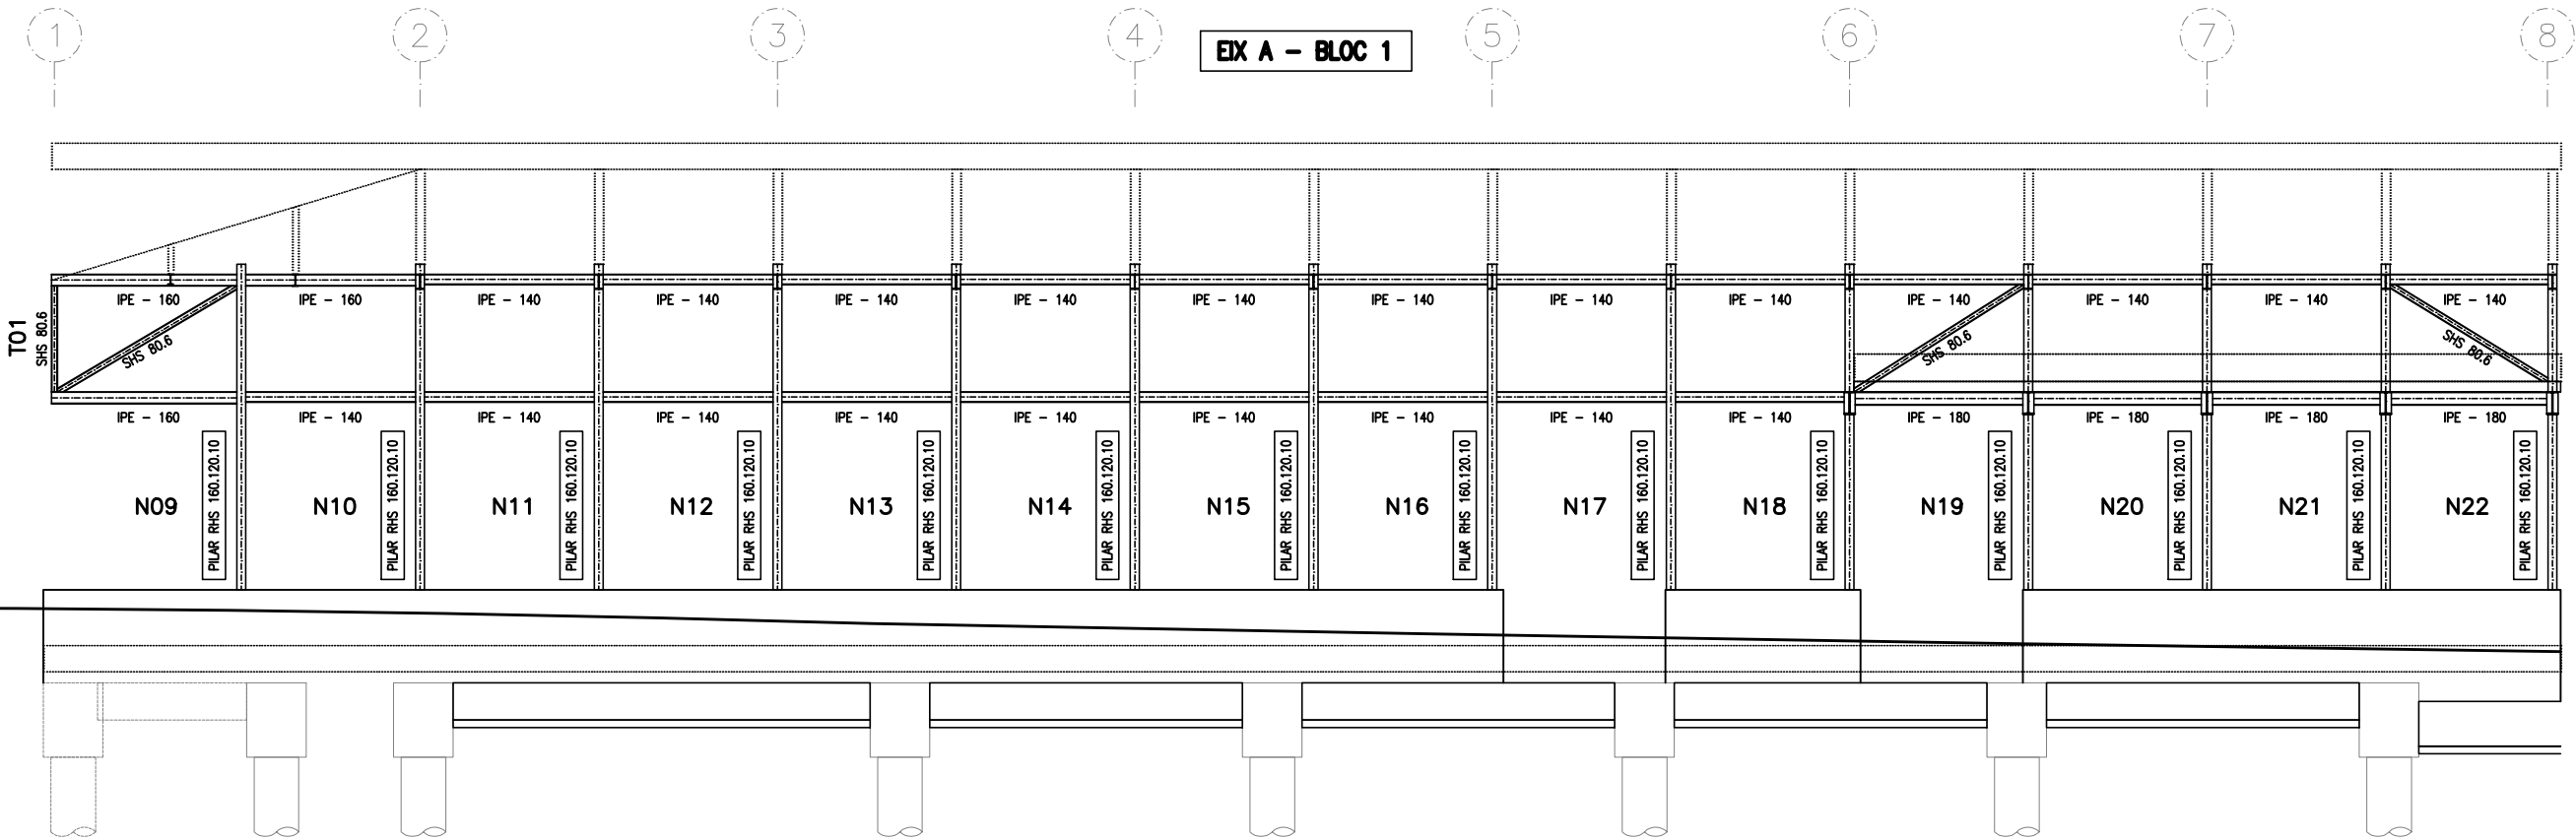 1 2 3 4 5 6 7 8
EIX A - BLOC 1
IPE - 160 IPE - 160 IPE - 140 IPE - 140 IPE - 140 IPE - 140 IPE - 140 IPE - 140 IPE - 140 IPE - 140 IPE - 140 IPE - 140 IPE - 140 IPE - 140
T01
SHS 80.6
SHS 80.6
SHS 80.6
SHS 80.6
IPE - 160 IPE - 140 IPE - 140 IPE - 140 IPE - 140 IPE - 140 IPE - 140 IPE - 140 IPE - 140 IPE - 140 IPE - 180 IPE - 180 IPE - 180 IPE - 180
N09
PILAR RHS 160.120.10
N10
PILAR RHS 160.120.10
N11
PILAR RHS 160.120.10
N12
PILAR RHS 160.120.10
N13
PILAR RHS 160.120.10
N14
PILAR RHS 160.120.10
N15
PILAR RHS 160.120.10
N16
PILAR RHS 160.120.10
N17
PILAR RHS 160.120.10
N18
PILAR RHS 160.120.10
N19
PILAR RHS 160.120.10
N20
PILAR RHS 160.120.10
N21
PILAR RHS 160.120.10
N22
PILAR RHS 160.120.10